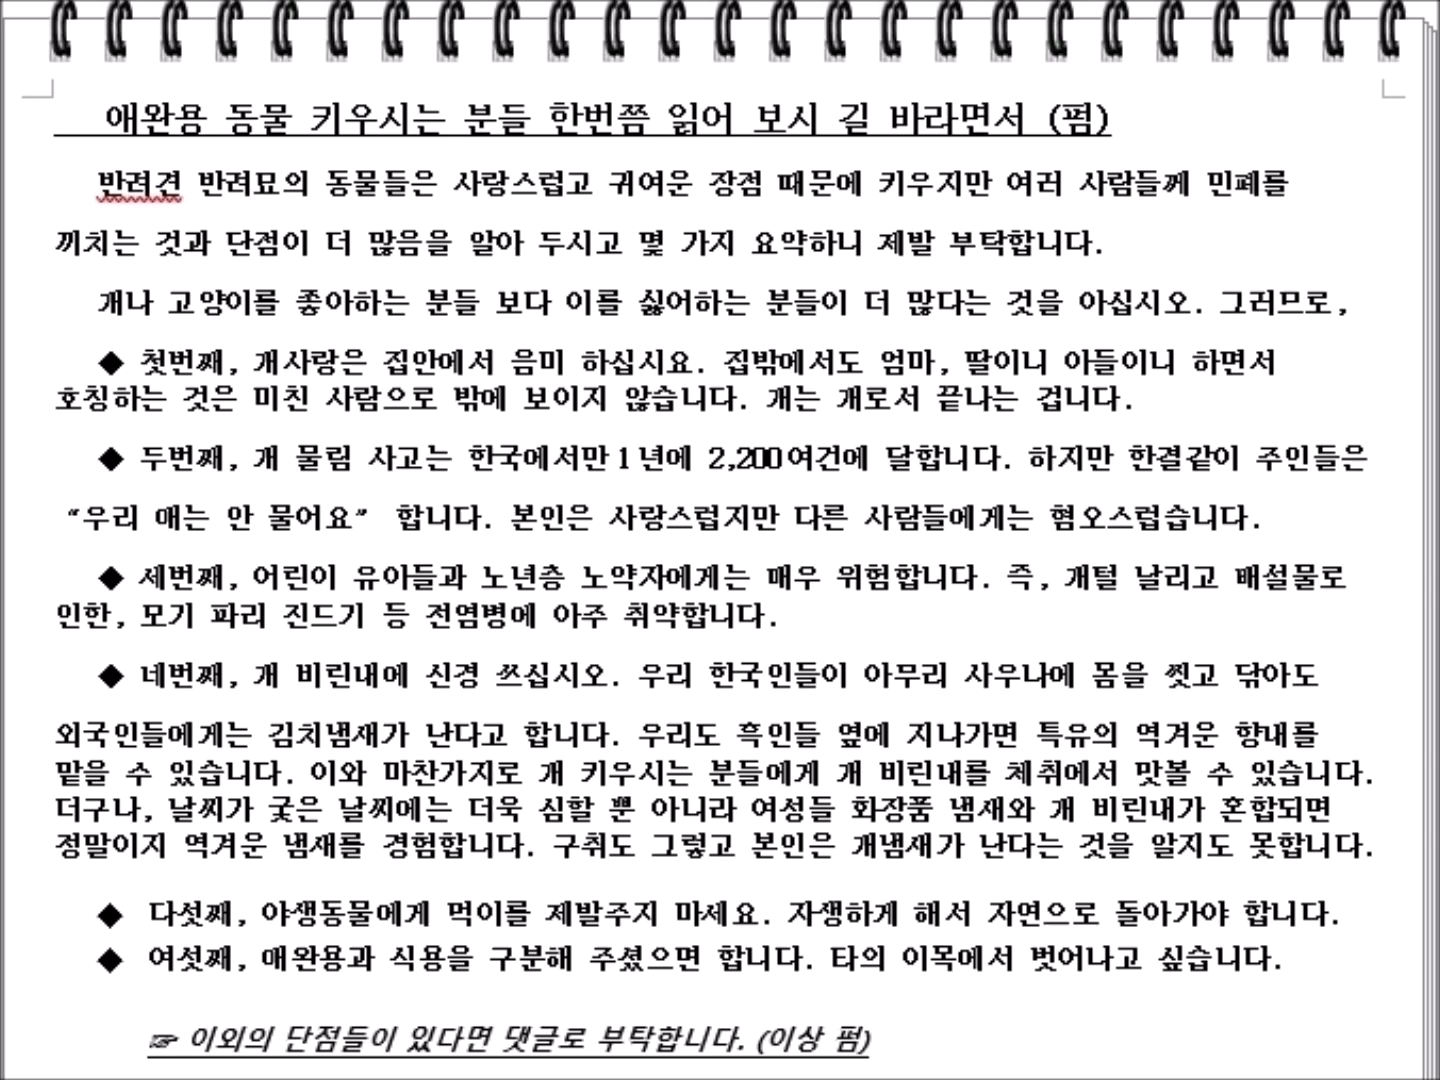 애완용 동물 키우시는 분들 한번쯤 읽어 보시 길 바라면서 (펌)
반려견 반려묘의 동물들은 사랑스럽고 귀여운 장점 때문에 키우지만 여러 사람들께 민폐를
끼치는 것과 단점이 더 많음을 알아 두시고 몇 가지 요약하니 제발 부탁합니다.
개나 고양이를 좋아하는 분들 보다 이를 싫어하는 분들이 더 많다는 것을 아십시오. 그러므로,
◆ 첫번째, 개사랑은 집안에서 음미 하십시요. 집밖에서도 엄마, 딸이니 아들이니 하면서
호칭하는 것은 미친 사람으로 밖에 보이지 않습니다. 개는 개로서 끝나는 겁니다.
◆ 두번째, 개 물림 사고는 한국에서만 1년에 2,200여건에 달합니다. 하지만 한결같이 주인들은
“우리 애는 안 물어요” 합니다. 본인은 사랑스럽지만 다른 사람들에게는 혐오스럽습니다.
◆ 세번째, 어린이 유아들과 노년층 노약자에게는 매우 위험합니다. 즉, 개털 날리고 배설물로
인한, 모기 파리 진드기 등 전염병에 아주 취약합니다.
◆ 네번째, 개 비린내에 신경 쓰십시오. 우리 한국인들이 아무리 사우나에 몸을 씻고 닦아도
외국인들에게는 김치냄새가 난다고 합니다. 우리도 흑인들 옆에 지나가면 특유의 역겨운 향내를
맡을 수 있습니다. 이와 마찬가지로 개 키우시는 분들에게 개 비린내를 체취에서 맛볼 수 있습니다.
더구나, 날씨가 궂은 날씨에는 더욱 심할 뿐 아니라 여성들 화장품 냄새와 개 비린내가 혼합되면
정말이지 역겨운 냄새를 경험합니다. 구취도 그렇고 본인은 개냄새가 난다는 것을 알지도 못합니다.
◆ 다섯째, 야생동물에게 먹이를 제발주지 마세요. 자생하게 해서 자연으로 돌아가야 합니다.
◆ 여섯째, 애완용과 식용을 구분해 주셨으면 합니다. 타의 이목에서 벗어나고 싶습니다.
☞ 이외의 단점들이 있다면 댓글로 부탁합니다. (이상 펌)